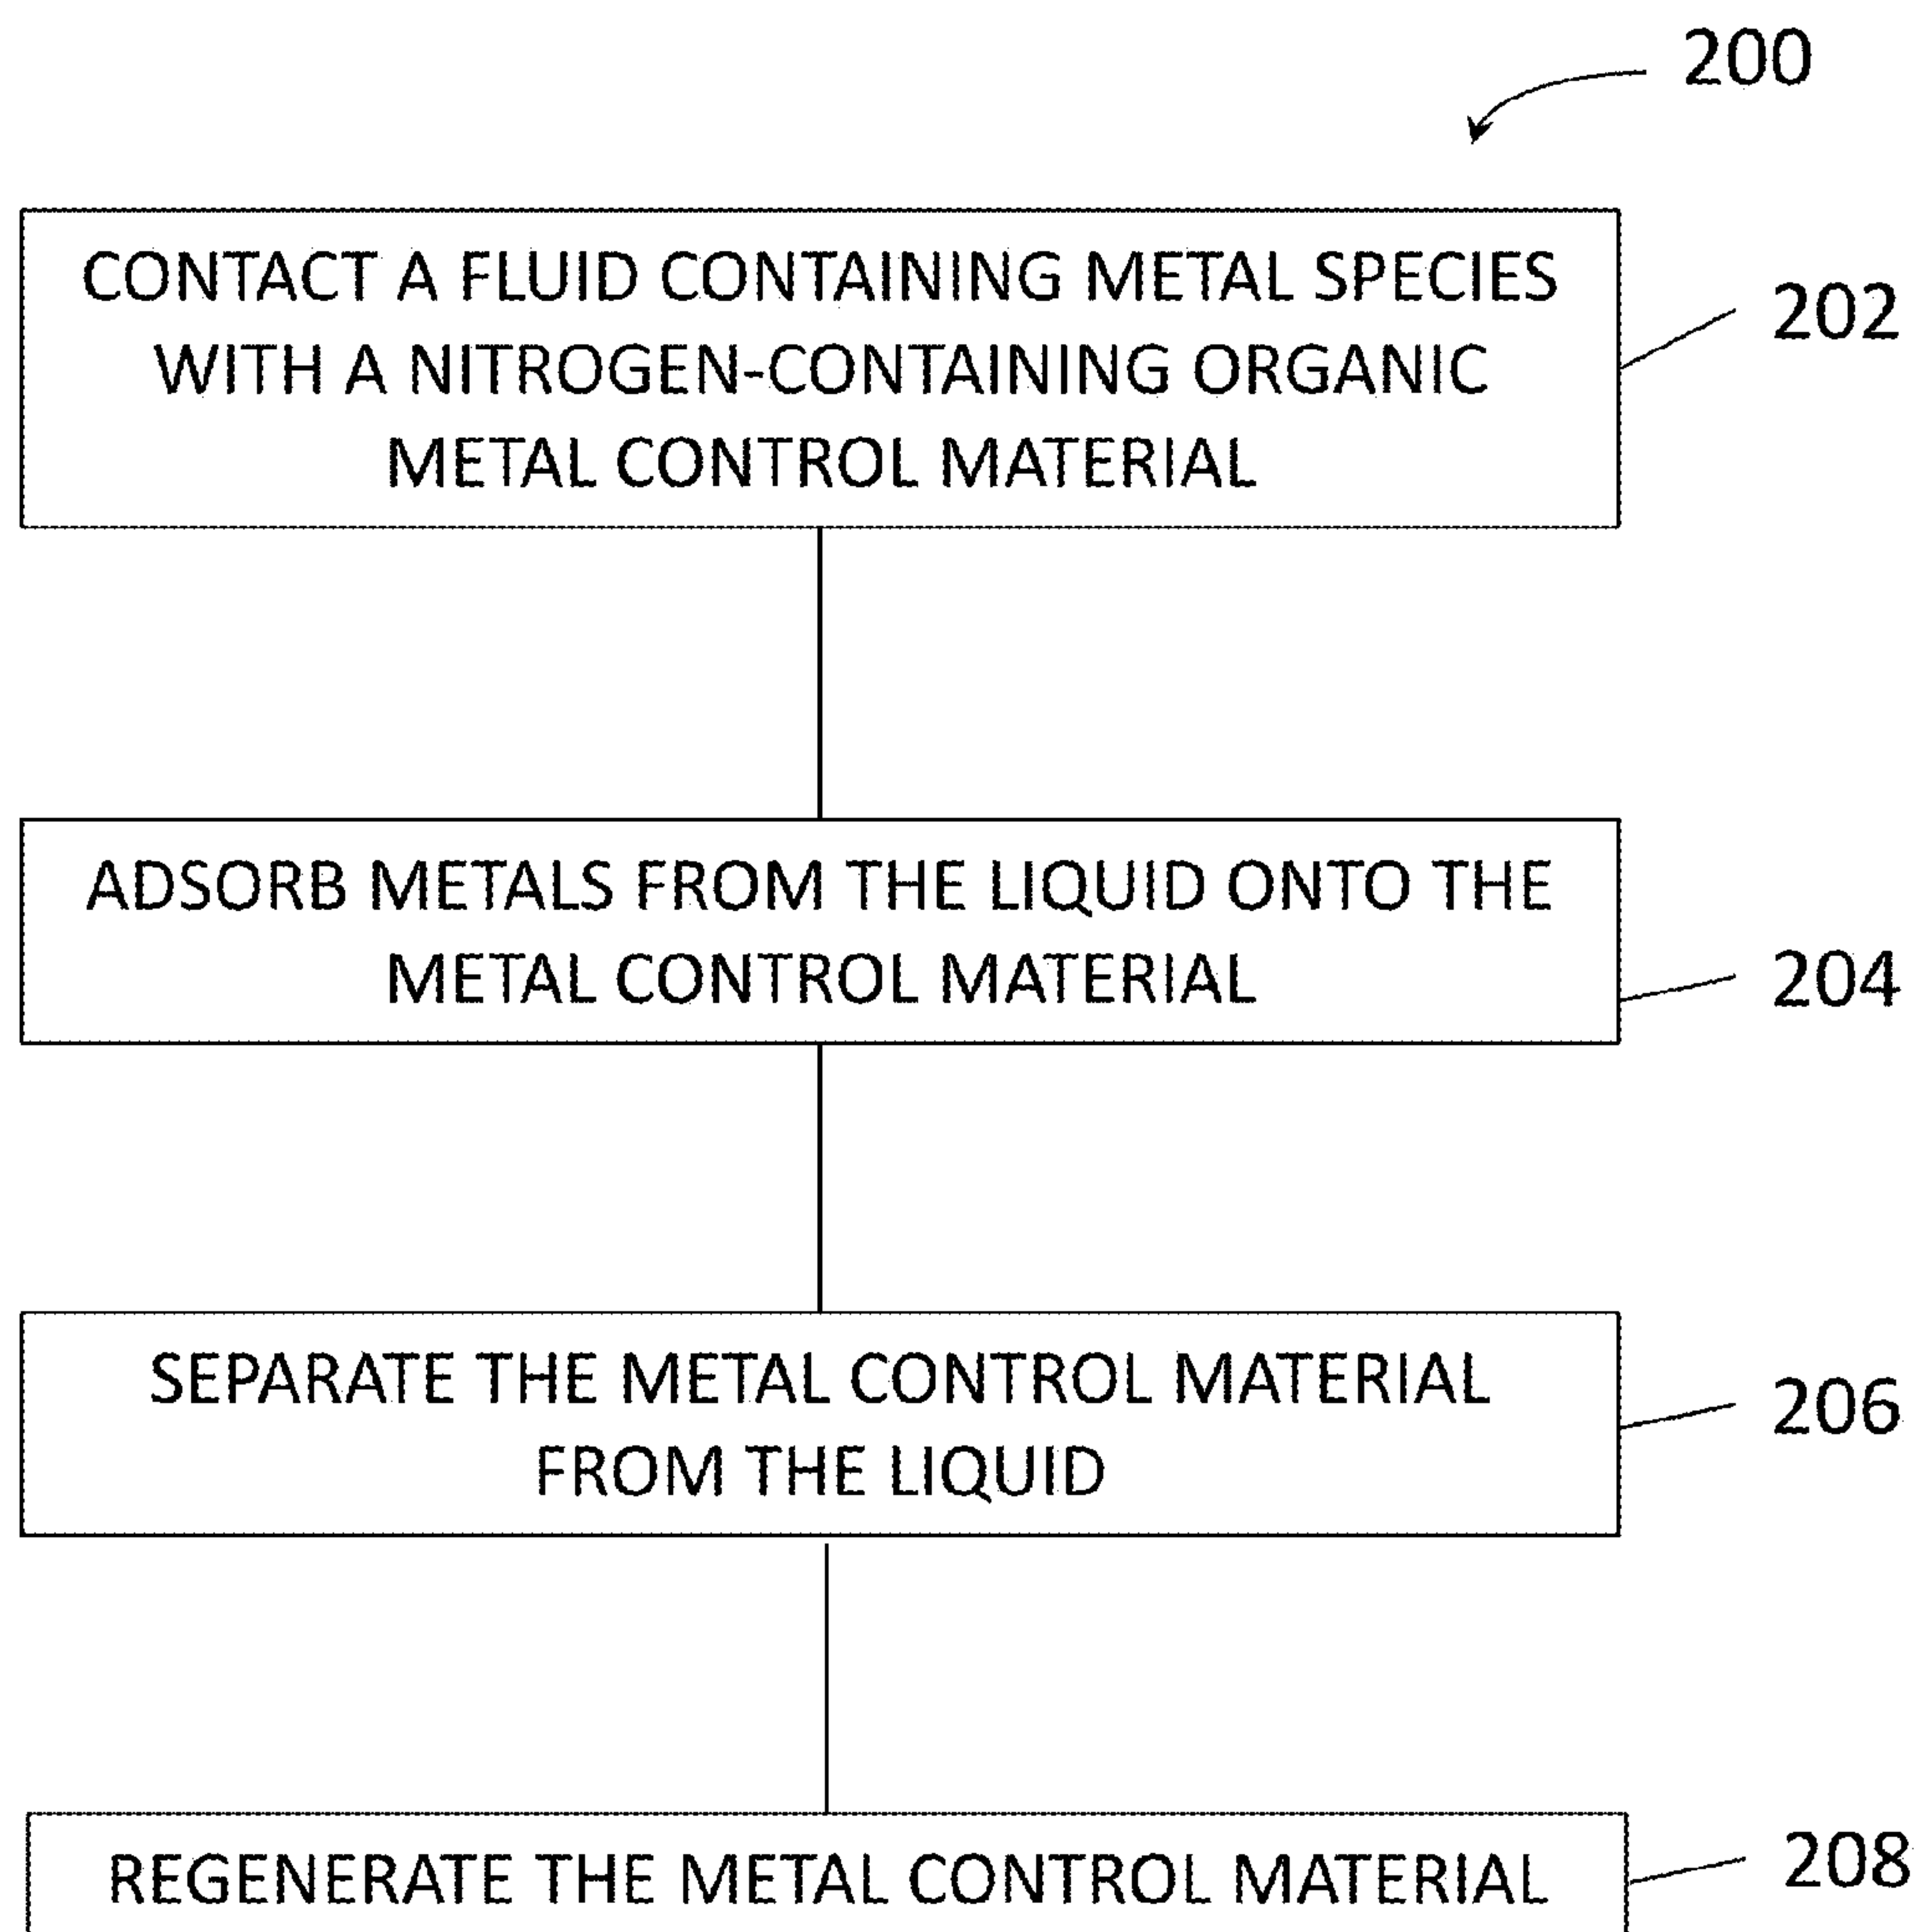 200
CONTACT A FLUID CONTAINING METAL SPECIES
WITH A NITROGEN-CONTAINING ORGANIC
METAL CONTROL MATERIAL
202
ADSORB METALS FROM THE LIQUID ONTO THE
METAL CONTROL MATERIAL
204
SEPARATE THE METAL CONTROL MATERIAL
FROM THE LIQUID
206
REGENERATE THE METAL CONTROL MATERIAL
208